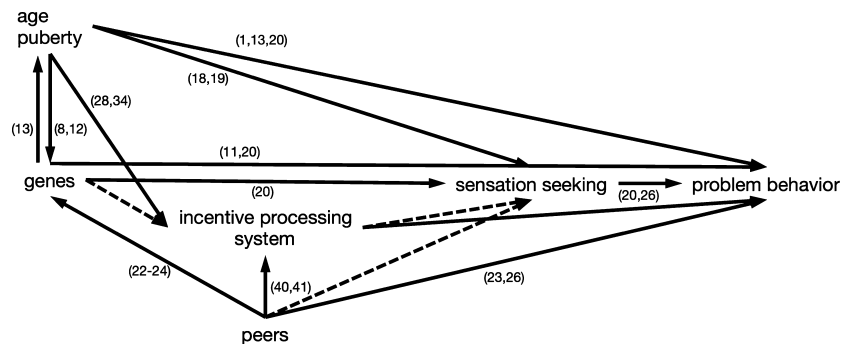 age
puberty
(1,13,20)
(18,19)
(28,34)
(13)
(8,12)
(11,20)
genes
(20)
sensation seeking
problem behavior
(20,26)
incentive processing
system
(22-24)
(40,41)
(23,26)
peers